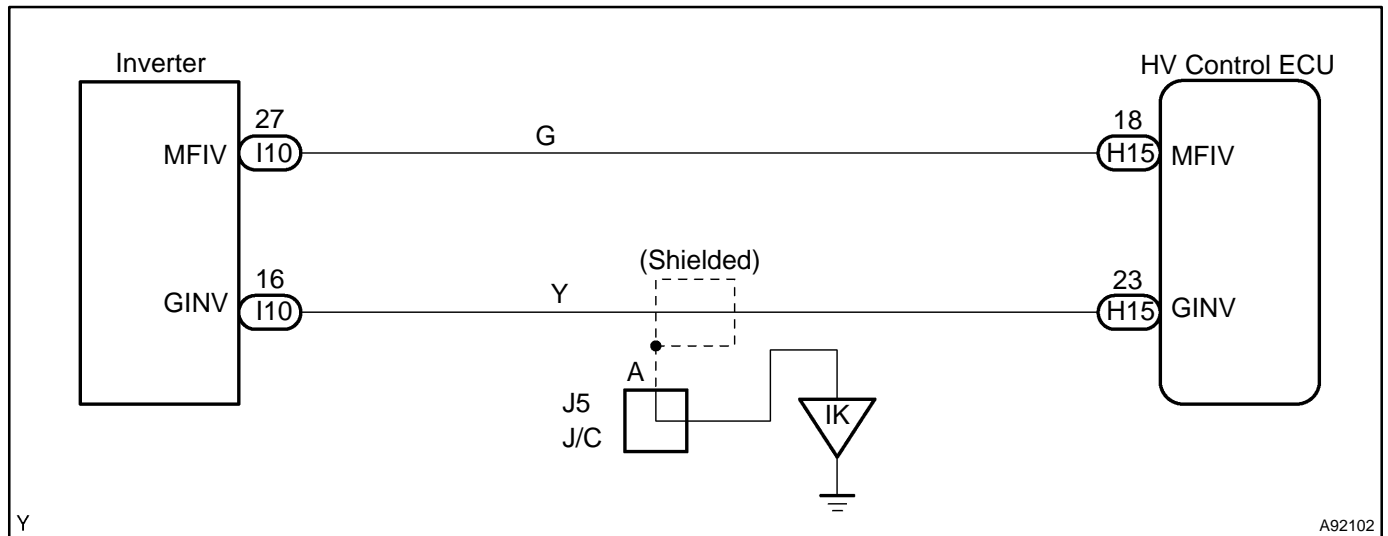 Inverter
HV Control ECU
27
G
18
MFIV
I10
H15
MFIV
(Shielded)
16
Y
23
GINV
I10
H15
GINV
A
J5
J/C
IK
Y
A92102